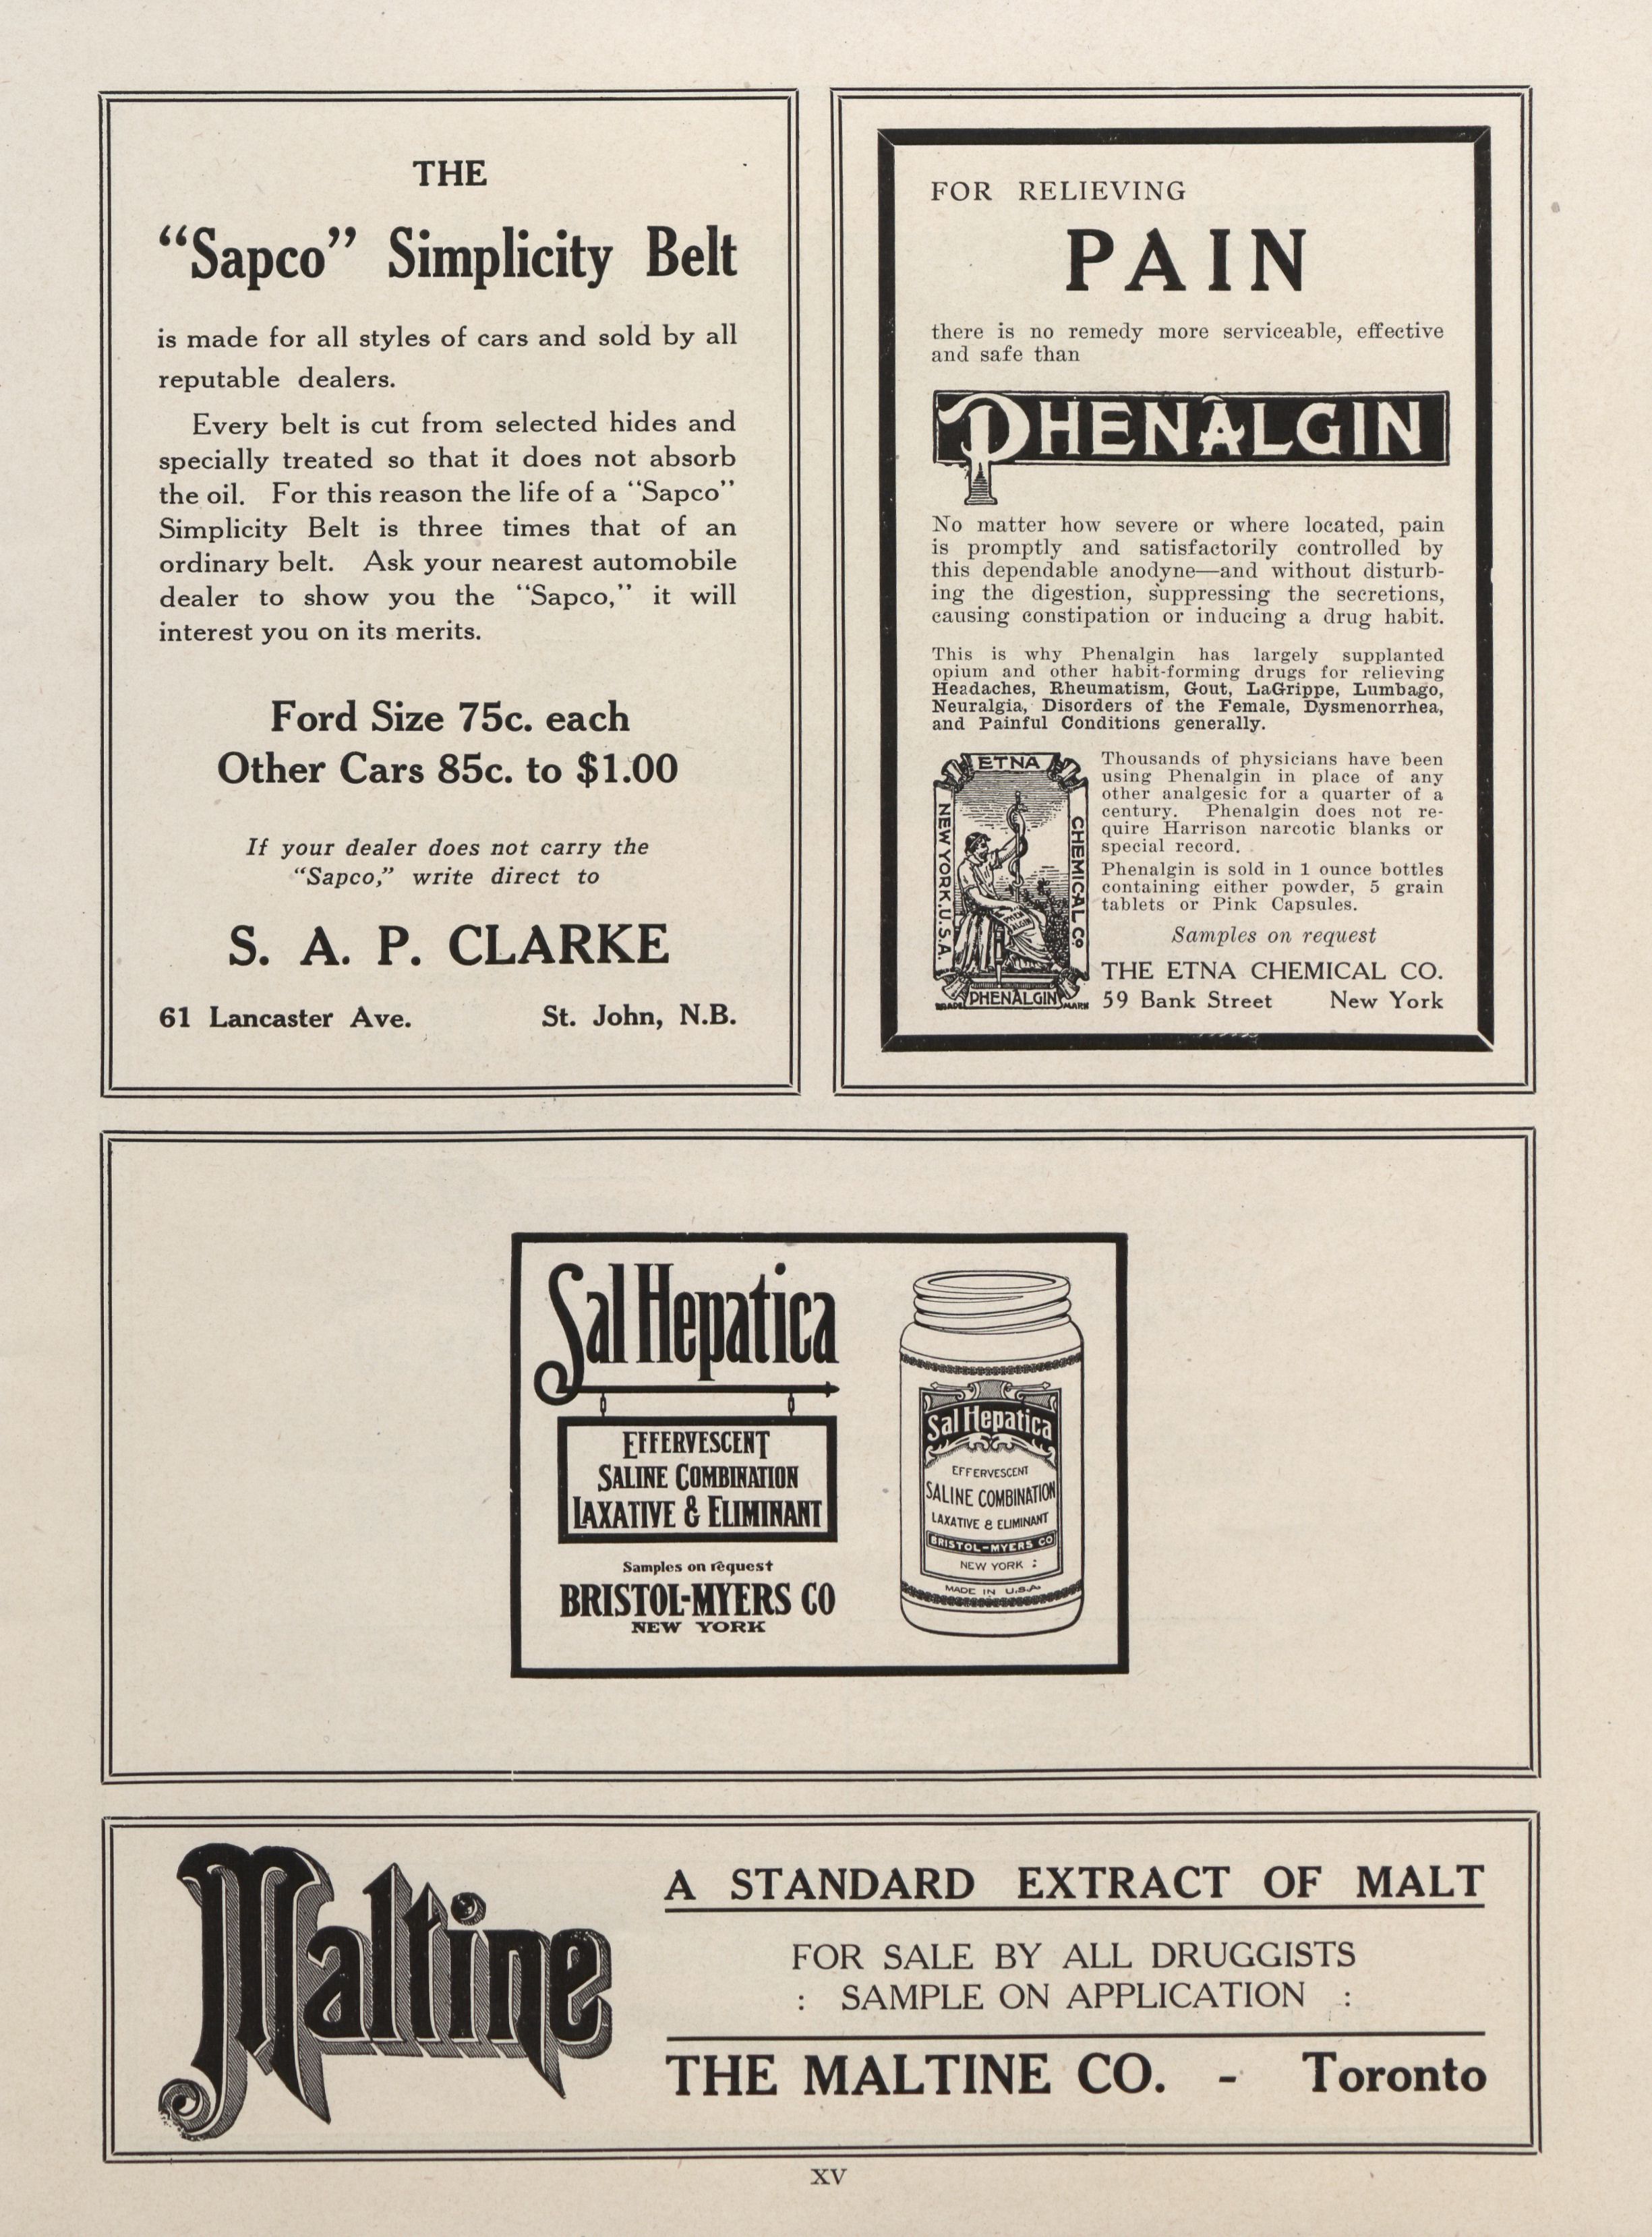 THE
“Sapco” Simplicity Belt
is made for all styles of cars and sold by all
reputable dealers.
Every belt is cut from selected hides and
specially treated so that it does not absorb
the oil. For this reason the life of a “Sapco”
Simplicity Belt is three times that of an
ordinary belt. Ask your nearest automobile
dealer to show you the “Sapco,” it will
interest you on its merits.
Ford Size 75c. each
Other Cars 85c. to $1.00
If your dealer does not carry the
“Sapco,” write direct to
S. A. P. CLARKE
61 Lancaster Ave. St. John, N.B.
FOR RELIEVING
PAIN
there is no remedy more serviceable, effective
and safe than
PHENALGIN
No matter how severe or where located, pain
is promptly and satisfactorily controlled by
this dependable anodyne—and without disturb-
ing the digestion, suppressing the secretions,
causing constipation or inducing a drug habit.
This is why Phenalgin has largely supplanted
opium and other habit-forming drugs for relieving
Headaches, Rheumatism, Gout, LaGrippe, Lumbago,
Neuralgia, Disorders of the Female, Dysmenorrhea,
and Painful Conditions generally.
ETNA
CHEMICAL Co.
NEW YORK. U.S.A.
PHENALGIN
TRADE PHENALGIN MARK
Thousands of physicians have been
using Phenalgin in place of any
other analgesic for a quarter of a
century. Phenalgin does not re-
quire Harrison narcotic blanks or
special record.
Phenalgin is sold in 1 ounce bottles
containing either powder, 5 grain
tablets or Pink Capsules.
Samples on request
THE ETNA CHEMICAL CO.
59 Bank Street New York
Sal Hepatica
EFFERVESCENT
SALINE COMBINATION
LAXATIVE & ELIMINANT
Samples on request
BRISTOL-MYERS CO
NEW YORK
Sal Hepatica
EFFERVESCENT
SALINE COMBINATION
LAXATIVE & ELIMINANT
BRISTOL-MYERS CO
NEW YORK :
MADE IN U.S.A.
Maltine
A STANDARD EXTRACT OF MALT
FOR SALE BY ALL DRUGGISTS
: SAMPLE ON APPLICATION :
THE MALTINE CO. - Toronto
XV